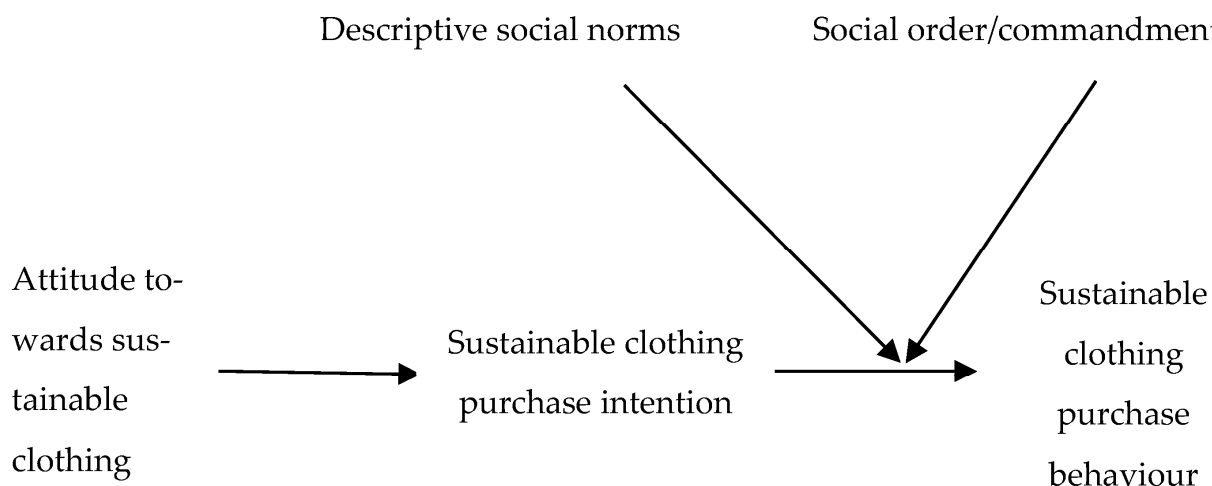 Descriptive social norms
Social order/commandment
Attitude to-
wards sus-
tainable
clothing
Sustainable clothing
purchase intention
Sustainable
clothing
purchase
behaviour